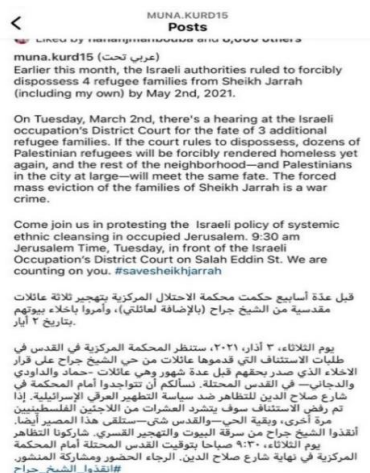 MUNA.KURD15
Posts
muna.kurd15 (عربي تحت)
Earlier this month, the Israeli authorities ruled to forcibly
dispossess 4 refugee families from Sheikh Jarrah
(including my own) by May 2nd, 2021.
On Tuesday, March 2nd, there's a hearing at the Israeli
occupation's District Court for the fate of 3 additional
refugee families. If the court rules to dispossess, dozens of
Palestinian refugees will be forcibly rendered homeless yet
again, and the rest of the neighborhood—and Palestinians
in the city at large—will meet the same fate. The forced
mass eviction of the families of Sheikh Jarrah is a war
crime.
Come join us in protesting the Israeli policy of systemic
ethnic cleansing in occupied Jerusalem. 9:30 am
Jerusalem Time, Tuesday, in front of the Israeli
Occupation's District Court on Salah Eddin St. We are
counting on you. #savesheikhjarrah
قبل عدّة أسابيع حكمت محكمة الاحتلال المركزية بتهجير ثلاثة عائلات
مقدسية من الشيخ جراح (بالإضافة لعائلتي)، وأمروا باخلاء بيوتهم
بتاريخ ٢ أيار.
يوم الثلاثاء، ٣ آذار، ٢٠٢١، ستنظر المحكمة المركزية في القدس في
طلبات الاستئناف التي قدموها عائلات من حي الشيخ جراح على قرار
الاخلاء الذي صدر بحقهم قبل عدة شهور وهي عائلات -حماد والداودي
والدجاني— في القدس المحتلة. نسألكم أن تتواجدوا أمام المحكمة في
شارع صلاح الدين للتظاهر ضد سياسة التطهير العرقي الإسرائيلية. إذا
تم رفض الاستئناف سوف يتشرد العشرات من اللاجئين الفلسطينيين
مرة أخرى، وبقية الحي—والقدس شتى—ستلقى هذا المصير أيضا.
أنقذوا الشيخ جراح من سرقة البيوت والتهجير القسري. شاركونا التظاهر
يوم الثلاثاء، ٩:٣٠ صباحا بتوقيت القدس المحتلة أمام المحكمة
المركزية في نهاية شارع صلاح الدين. الرجاء الحضور ومشاركة المنشور.
#انقذوا_الشيخ_جراح